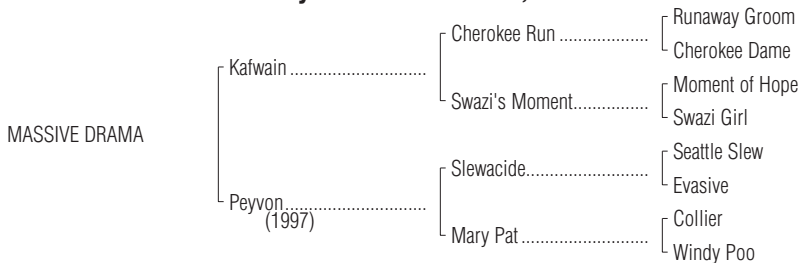 Runaway Groom
Cherokee Run ...................
Cherokee Dame
Kafwain .............................
Moment of Hope
Swazi's Moment................
Swazi Girl
MASSIVE DRAMA
Seattle Slew
Slewacide..........................
Evasive
Peyvon..............................
(1997)
Collier
Mary Pat ...........................
Windy Poo